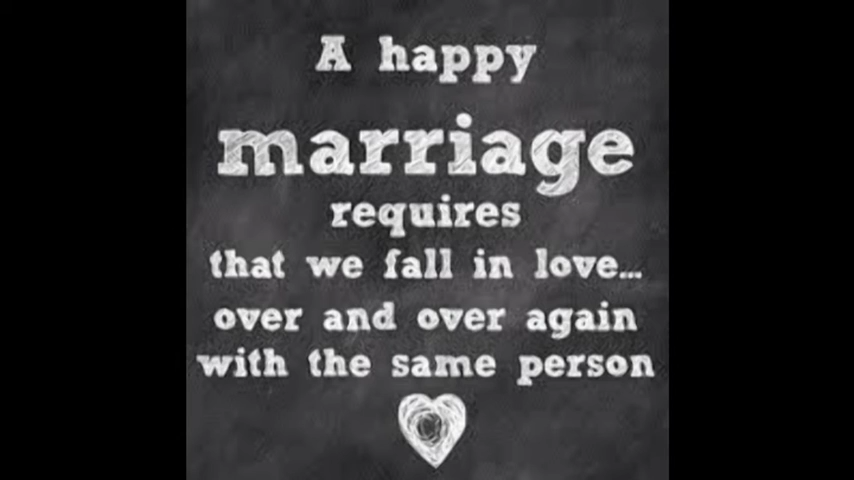 A happy
marriage
requires
that we fall in love...
over and over again
with the same person